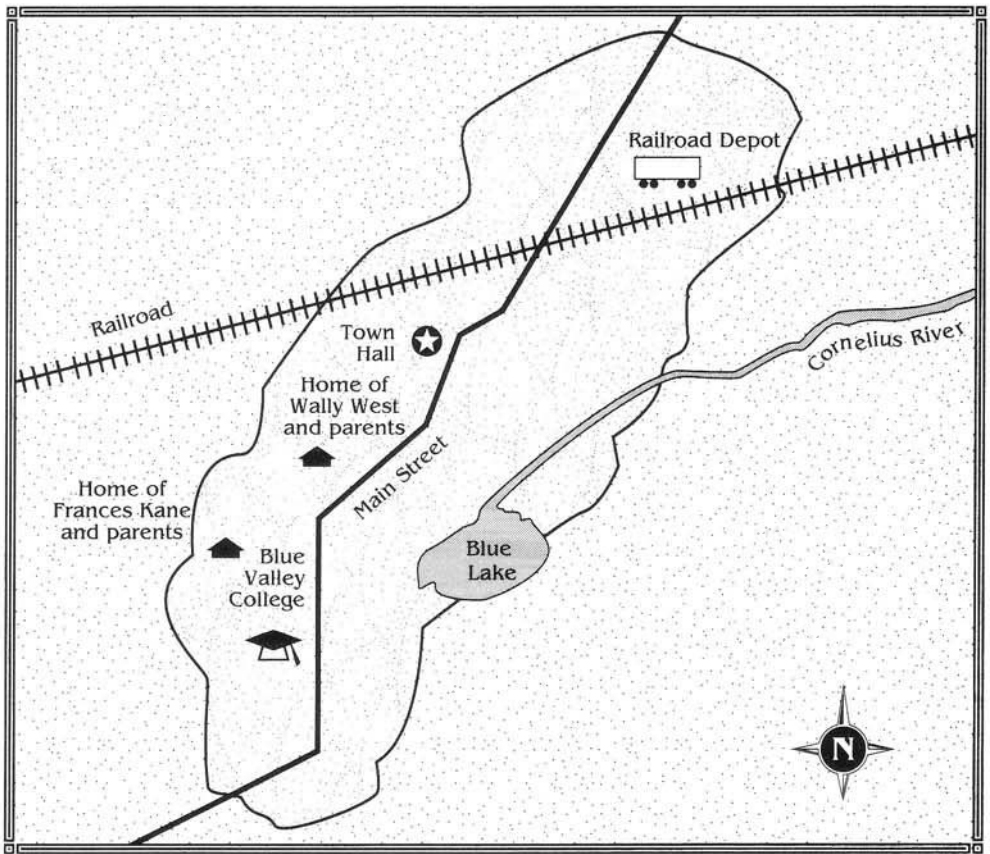 Railroad Depot
Railroad
Town
Hall
Cornelius River
Home of
Wally West
and parents
Main Street
Home of
Frances Kane
and parents
Blue
Valley
College
Blue
Lake
N